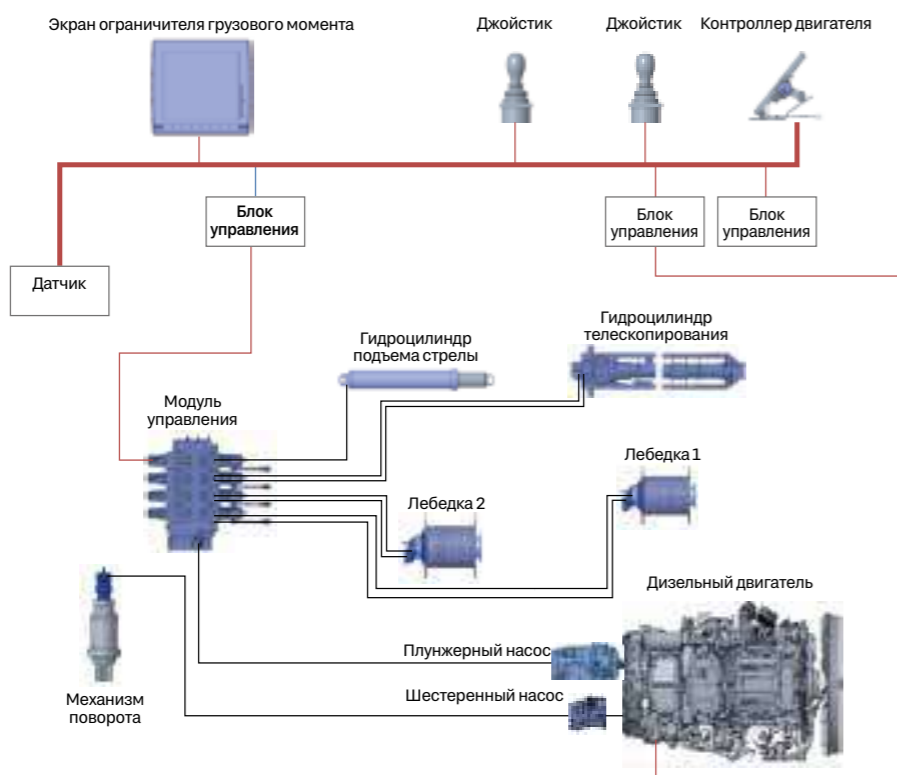 Экран ограничителя грузового момента
Джойстик
Джойстик
Контроллер двигателя
Блок
управления
Блок
управления
Блок
управления
Датчик
Гидроцилиндр
подъема стрелы
Гидроцилиндр
телескопирования
Модуль
управления
Лебедка 1
Лебедка 2
Дизельный двигатель
Плунжерный насос
Шестеренный насос
Механизм
поворота